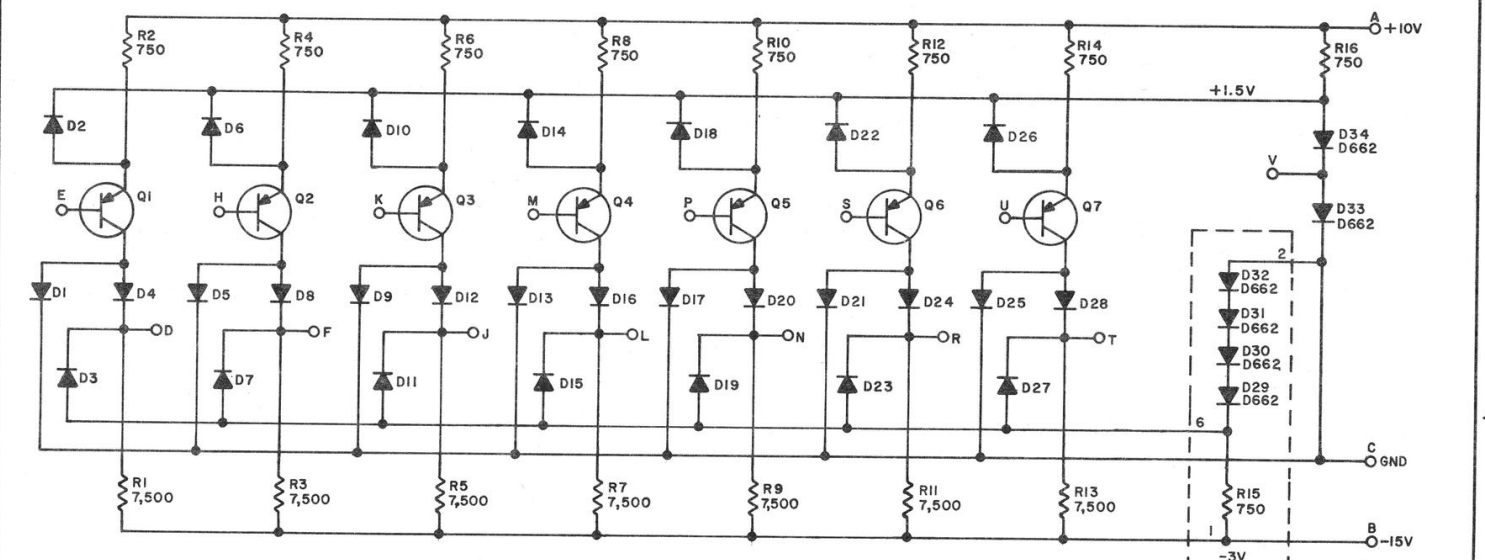 A
+10V
R2
750
R4
750
R6
750
R8
750
R10
750
R12
750
R14
750
R16
750
+1.5V
D2
D6
D10
D14
D18
D22
D26
D34
D662
V
E
Q1
H
Q2
K
Q3
M
Q4
P
Q5
S
Q6
U
Q7
D33
D662
2
D1
D4
D5
D8
D9
D12
D13
D16
D17
D20
D21
D24
D25
D28
D32
D662
D31
D662
D30
D662
D29
D662
D
F
J
L
N
R
T
D3
D7
D11
D15
D19
D23
D27
6
C
GND
R1
7,500
R3
7,500
R5
7,500
R7
7,500
R9
7,500
R11
7,500
R13
7,500
R15
750
1
B
-15V
-3V